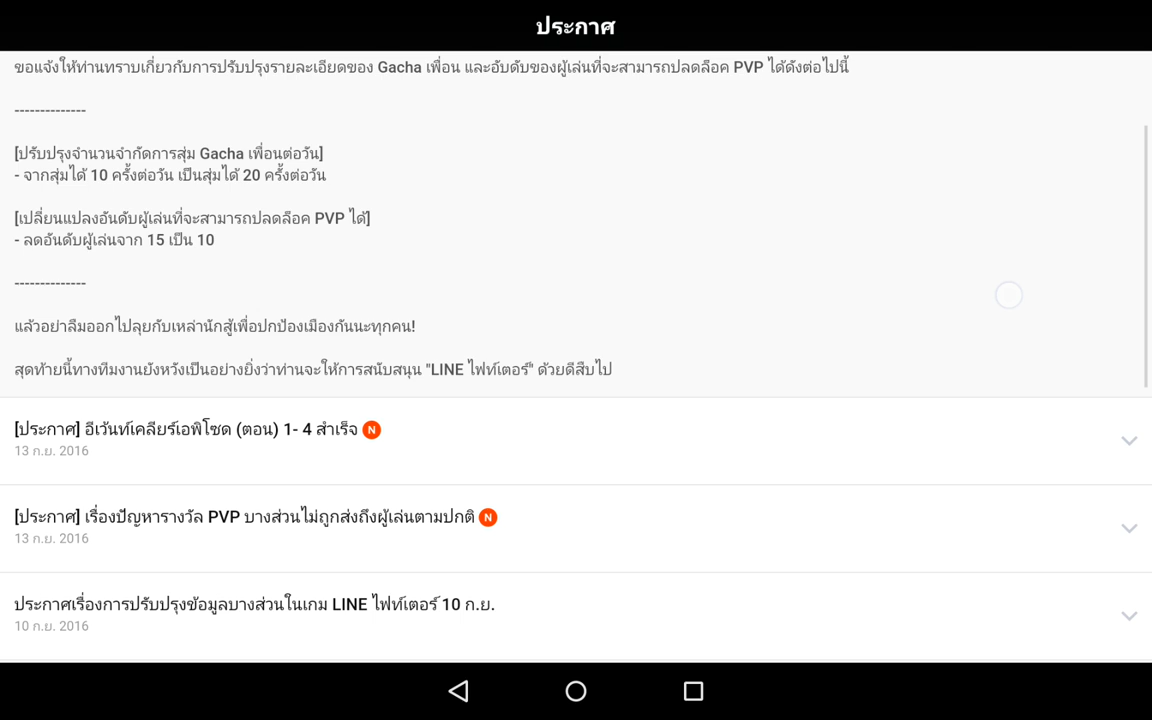 ประกาศ
ขอแจ้งให้ท่านทราบเกี่ยวกับการปรับปรุงรายละเอียดของ Gacha เพื่อน และอับดับของผู้เล่นที่จะสามารถปลดล็อค PVP ได้ดังต่อไปนี้
--------------
[ปรับปรุงจำนวนจำกัดการสุ่ม Gacha เพื่อนต่อวัน]
- จากสุ่มได้ 10 ครั้งต่อวัน เป็นสุ่มได้ 20 ครั้งต่อวัน
[เปลี่ยนแปลงอันดับผู้เล่นที่จะสามารถปลดล็อค PVP ได้]
- ลดอันดับผู้เล่นจาก 15 เป็น 10
--------------
แล้วอย่าลืมออกไปลุยกับเหล่านักสู้เพื่อปกป้องเมืองกันนะทุกคน!
สุดท้ายนี้ทางทีมงานยังหวังเป็นอย่างยิ่งว่าท่านจะให้การสนับสนุน "LINE ไฟท์เตอร์" ด้วยดีสืบไป
[ประกาศ] อีเว้นท์เคลียร์เอพิโซด (ตอน) 1- 4 สำเร็จ N
13 ก.ย. 2016
[ประกาศ] เรื่องปัญหารางวัล PVP บางส่วนไม่ถูกส่งถึงผู้เล่นตามปกติ N
13 ก.ย. 2016
ประกาศเรื่องการปรับปรุงข้อมูลบางส่วนในเกม LINE ไฟท์เตอร์ 10 ก.ย.
10 ก.ย. 2016